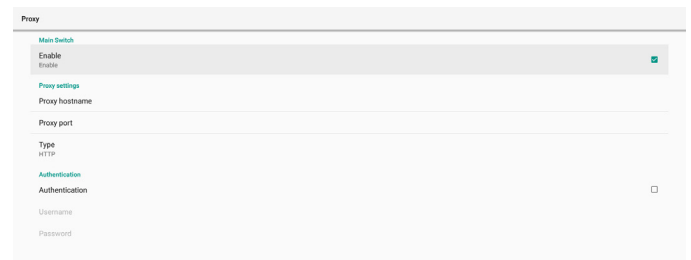 Proxy
Main Switch
Enable
Enable
Proxy settings
Proxy hostname
Proxy port
Type
HTTP
Authentication
Authentication
Username
Password